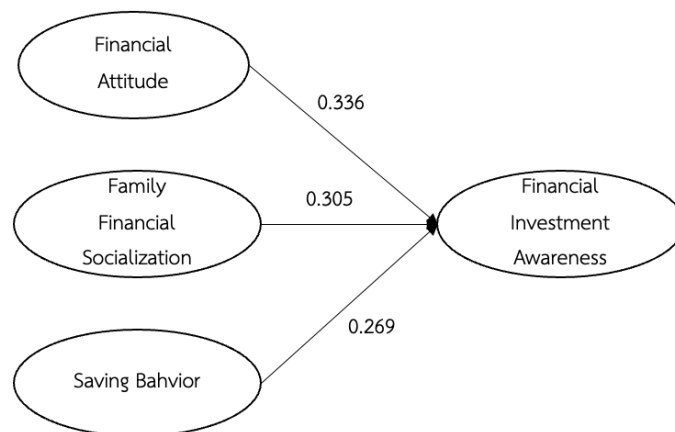 Financial
Attitude
0.336
Family
Financial
Socialization
0.305
Financial
Investment
Awareness
0.269
Saving Bahvior